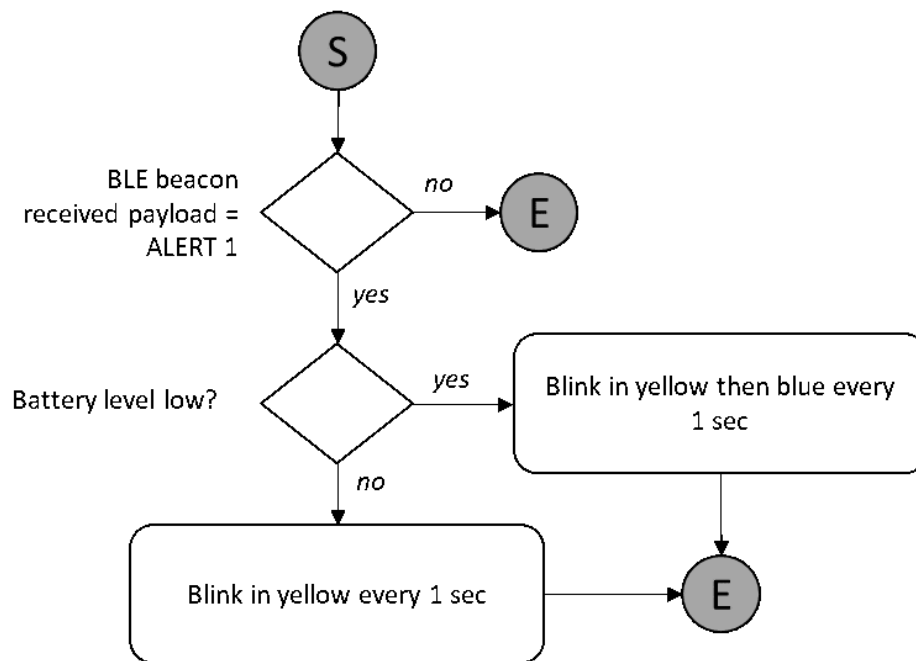 S
BLE beacon
received payload =
ALERT 1
no
E
yes
Battery level low?
yes
Blink in yellow then blue every
1 sec
no
Blink in yellow every 1 sec
E